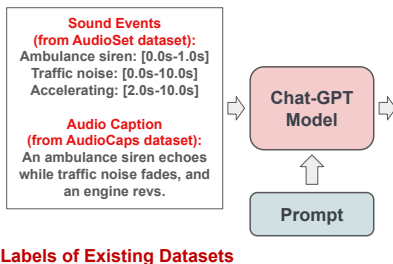 Sound Events
(from AudioSet dataset):
Ambulance siren: [0.0s-1.0s]
Traffic noise: [0.0s-10.0s]
Accelerating: [2.0s-10.0s]
Audio Caption
(from AudioCaps dataset):
An ambulance siren echoes
while traffic noise fades, and
an engine revs.
Chat-GPT
Model
Prompt
Labels of Existing Datasets